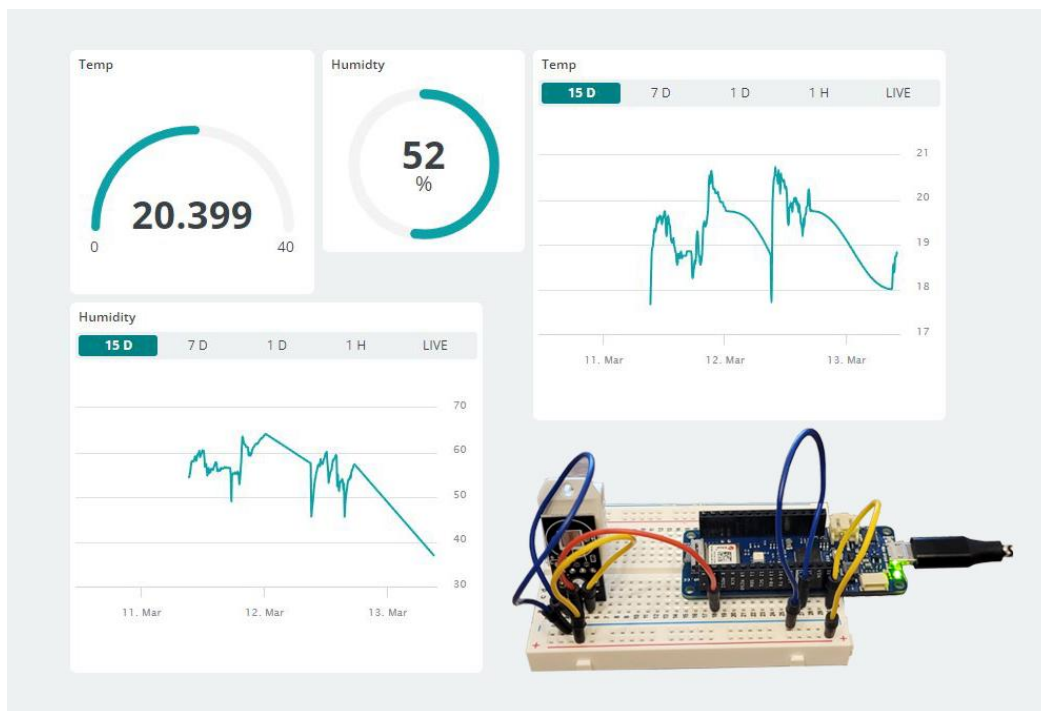 Temp
20.399
0 40
Humidty
52
%
Temp
15 D 7 D 1 D 1 H LIVE
21
20
19
18
17
11. Mar 12. Mar 13. Mar
Humidity
15 D 7 D 1 D 1 H LIVE
70
60
50
40
30
11. Mar 12. Mar 13. Mar